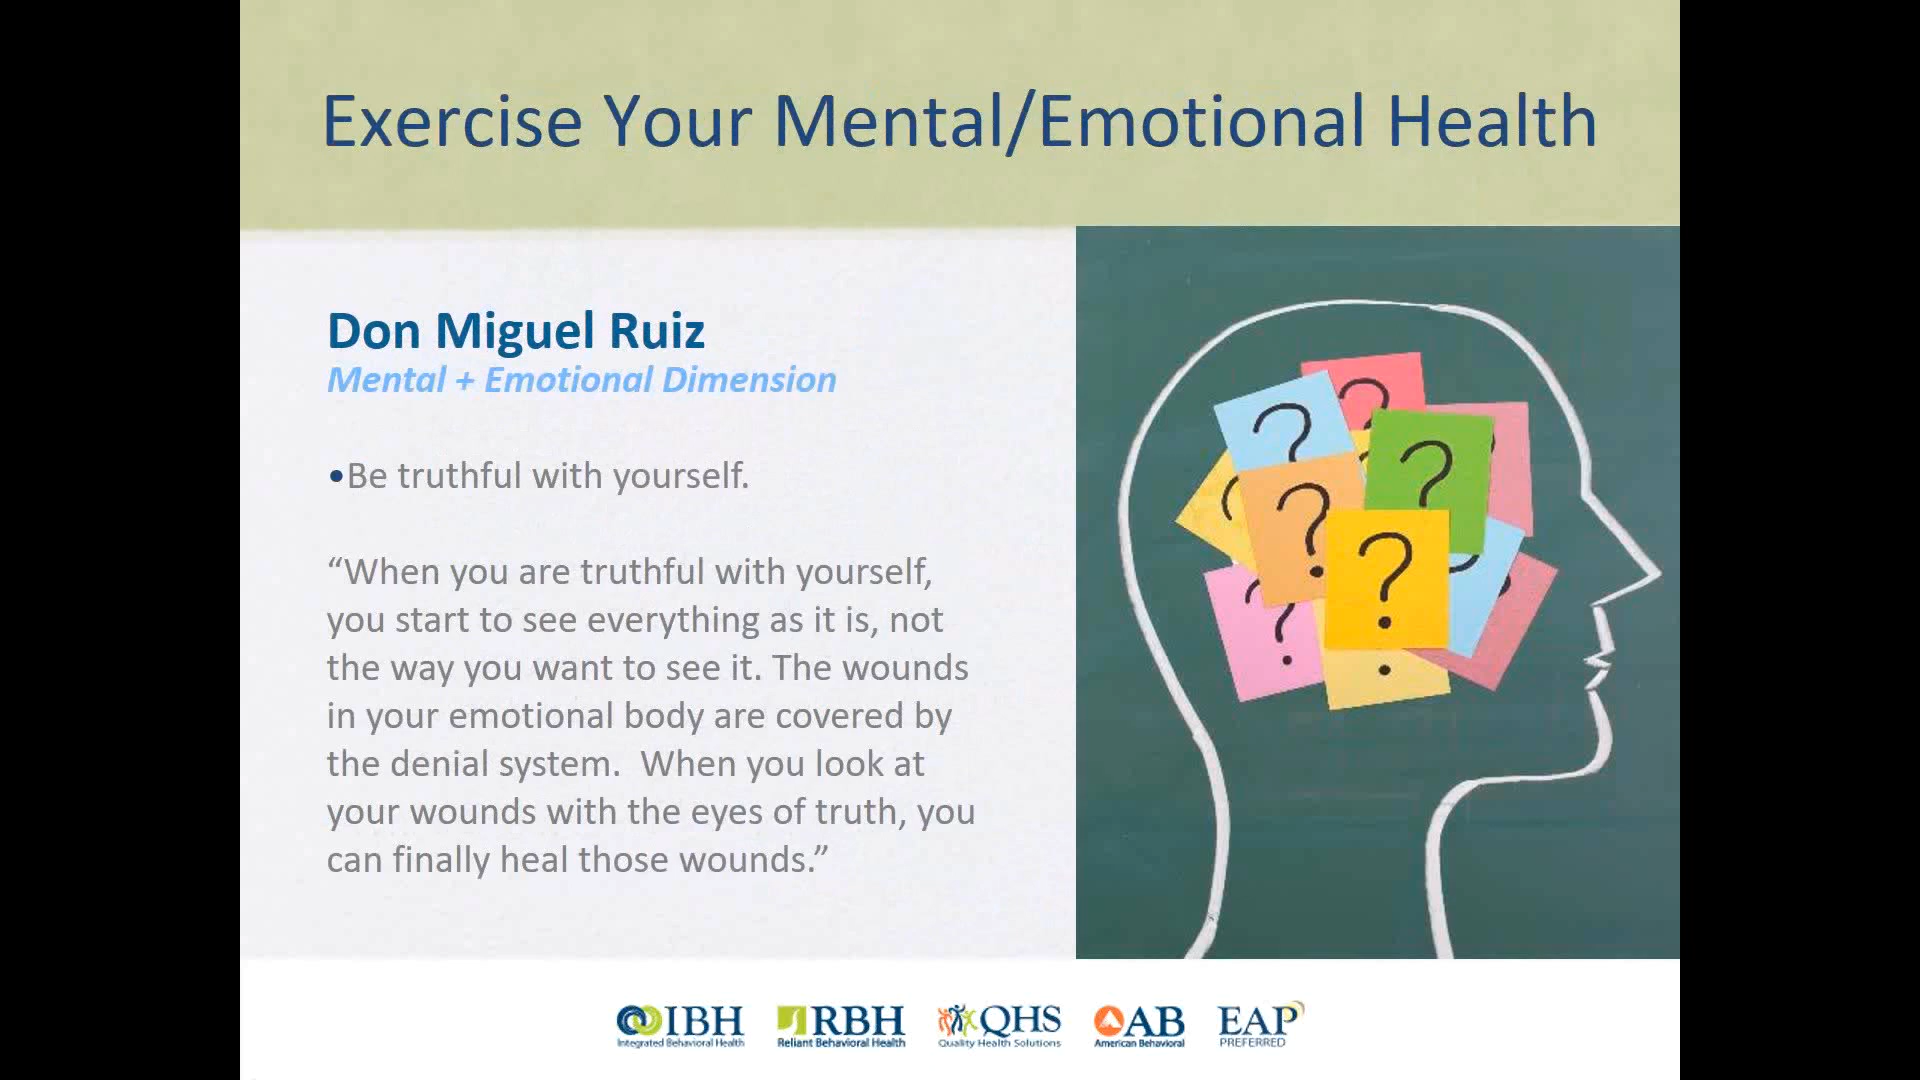 Exercise Your Mental/Emotional Health
Don Miguel Ruiz
Mental + Emotional Dimension
•Be truthful with yourself.
“When you are truthful with yourself,
you start to see everything as it is, not
the way you want to see it. The wounds
in your emotional body are covered by
the denial system.  When you look at
your wounds with the eyes of truth, you
can finally heal those wounds.”
? ? ? ? ? ? ?
IBH RBH QHS AB EAP
Integrated Behavioral Health Reliant Behavioral Health Quality Health Solutions American Behavioral PREFERRED